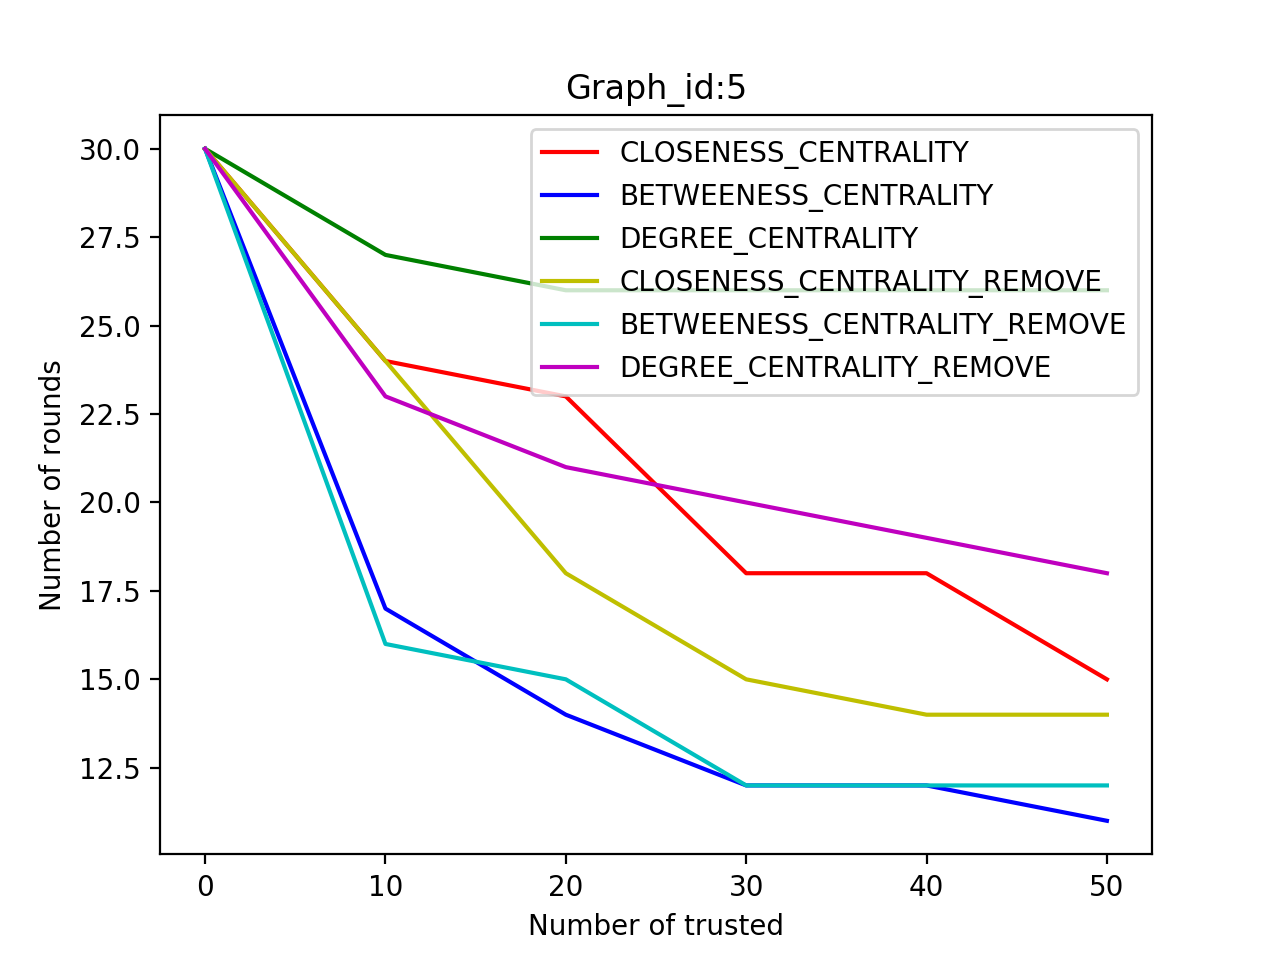 Graph_id:5
CLOSENESS_CENTRALITY
BETWEENESS_CENTRALITY
DEGREE_CENTRALITY
CLOSENESS_CENTRALITY_REMOVE
BETWEENESS_CENTRALITY_REMOVE
DEGREE_CENTRALITY_REMOVE
Number of rounds
30.0
27.5
25.0
22.5
20.0
17.5
15.0
12.5
0 10 20 30 40 50
Number of trusted